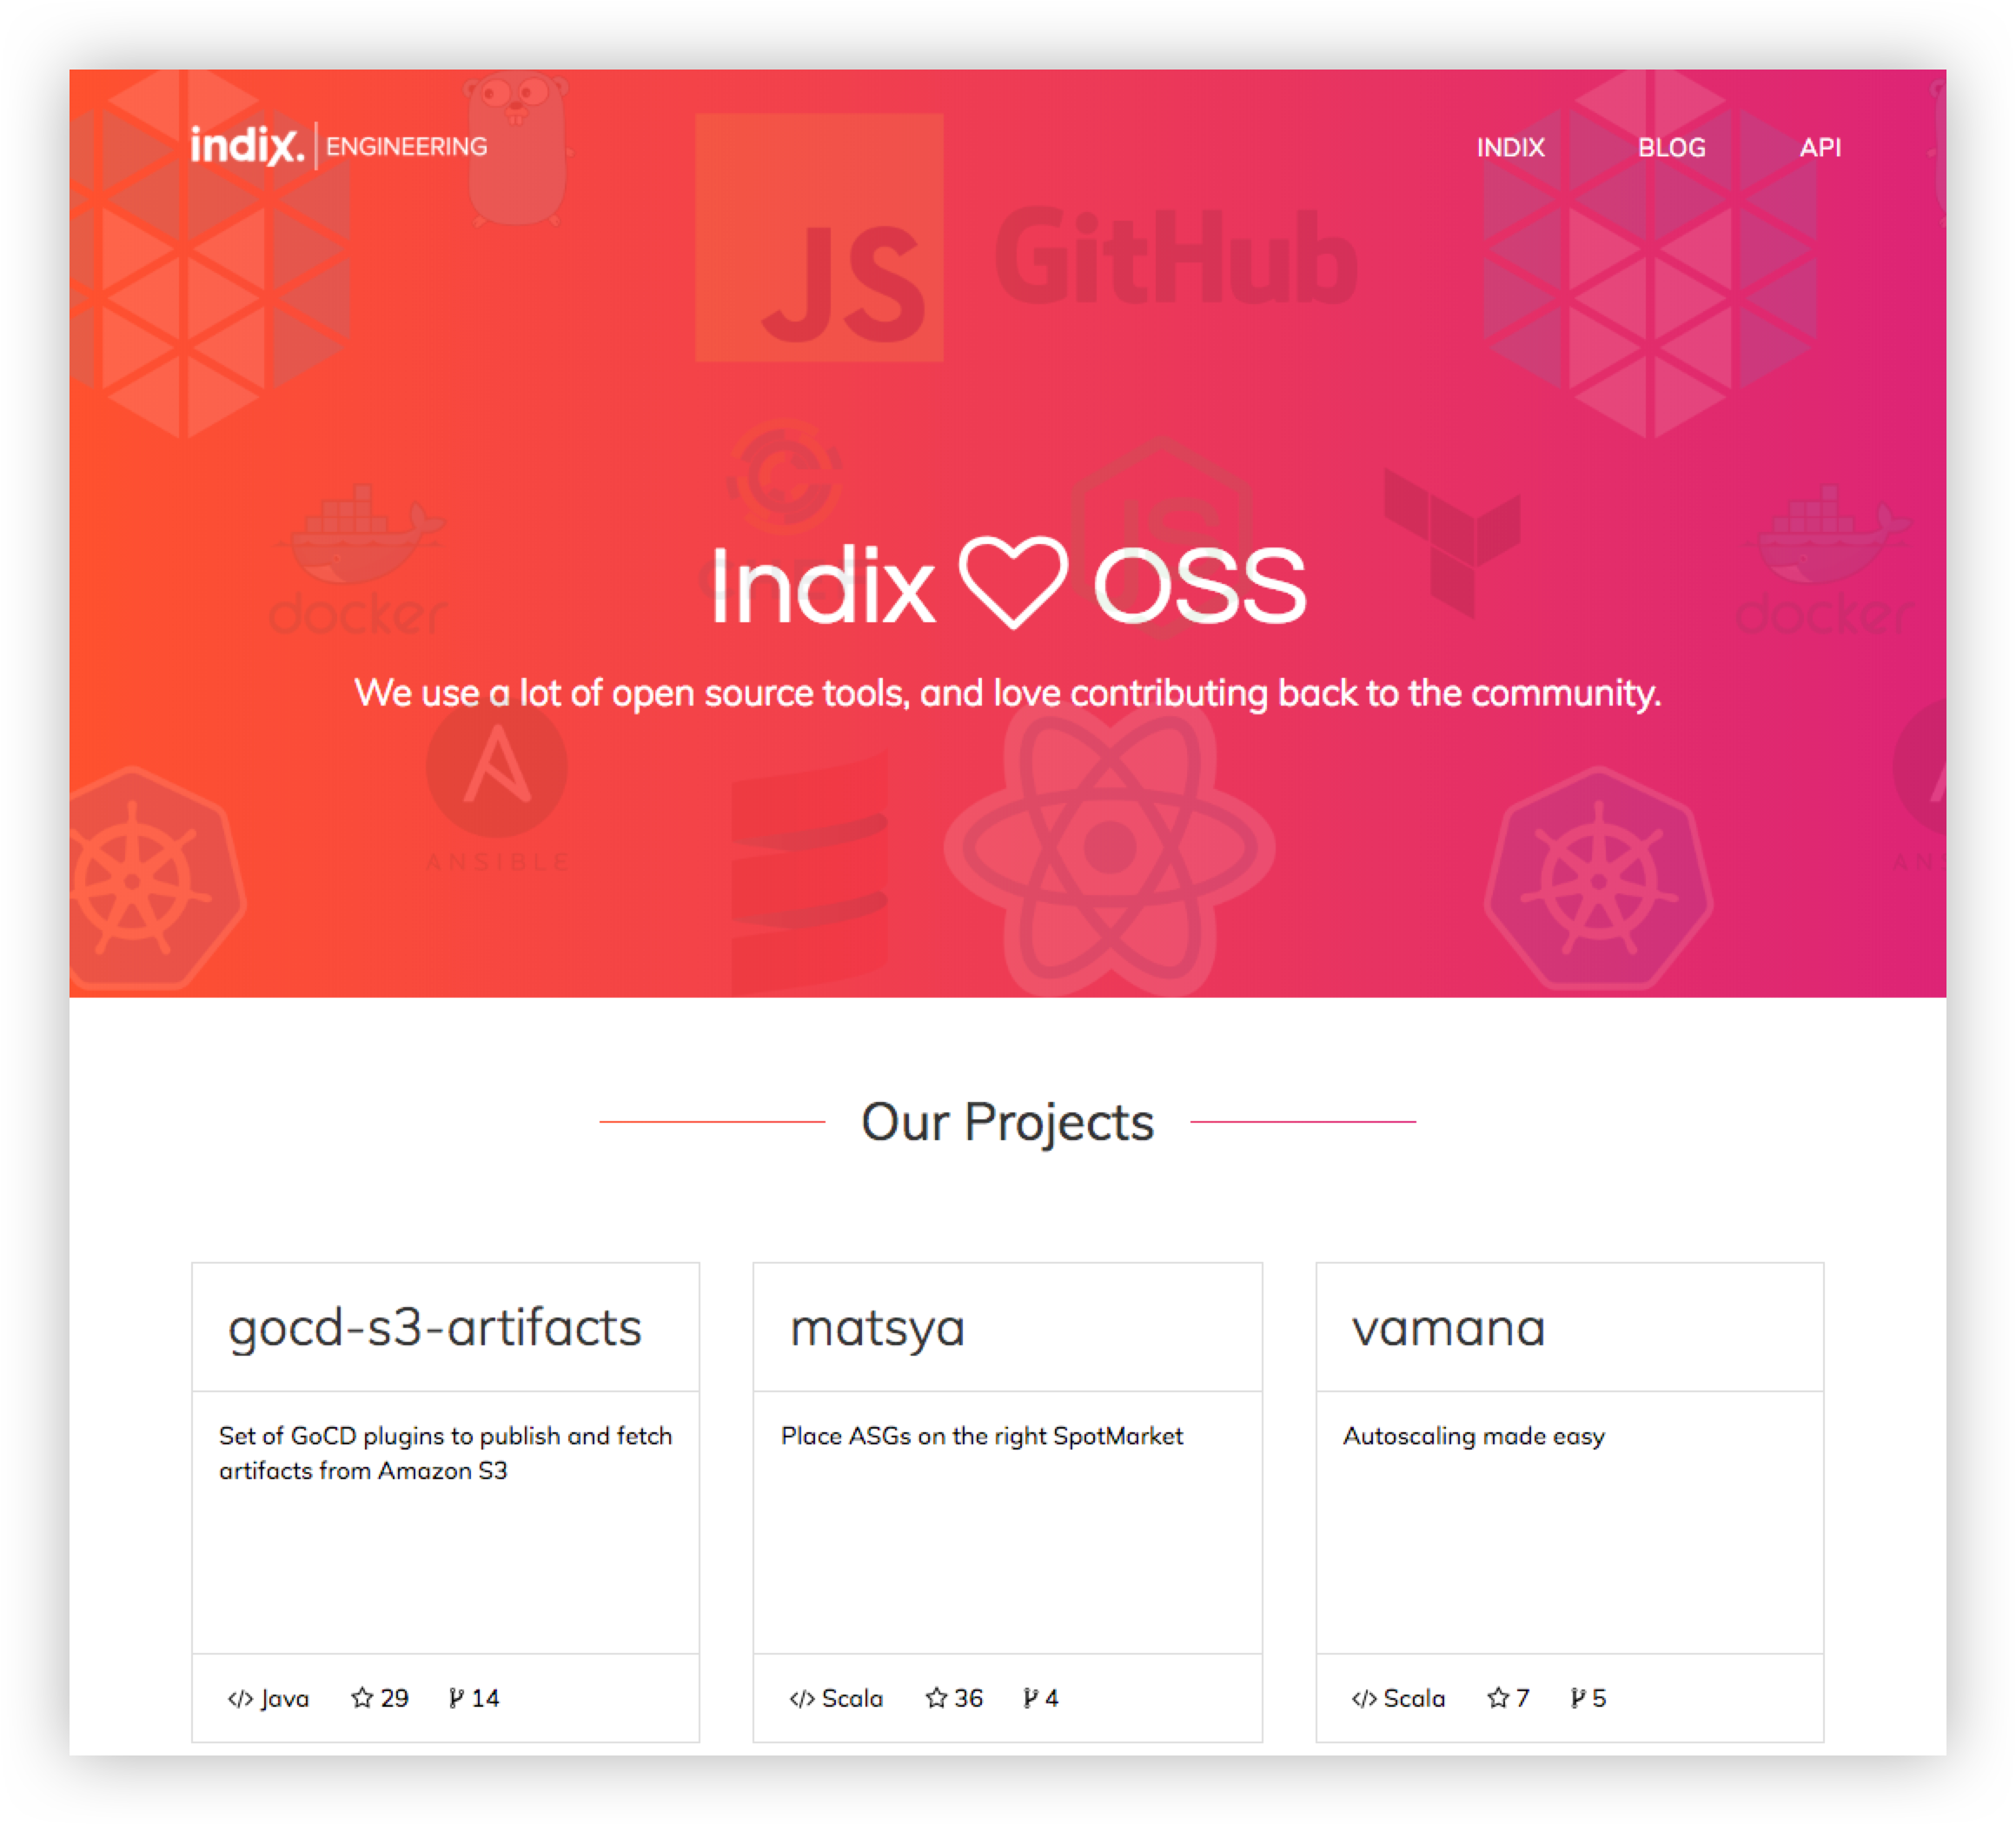 indix. ENGINEERING
INDIX BLOG API
JS GitHub
JS
docker
docker
Indix OSS
We use a lot of open source tools, and love contributing back to the community.
ANSIBLE
Our Projects
gocd-s3-artifacts
Set of GoCD plugins to publish and fetch
artifacts from Amazon S3
Java 29 14
matsya
Place ASGs on the right SpotMarket
Scala 36 4
vamana
Autoscaling made easy
Scala 7 5